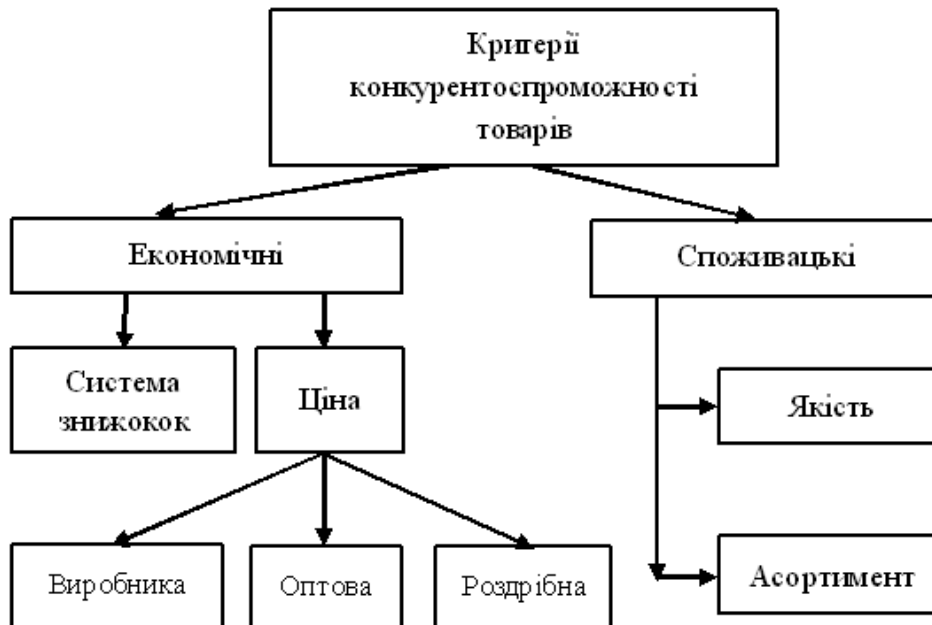 Критерії
конкурентоспроможності
товарів
Економічні
Споживацькі
Система
знижокок
Ціна
Якість
Виробника
Оптова
Роздрібна
Асортимент